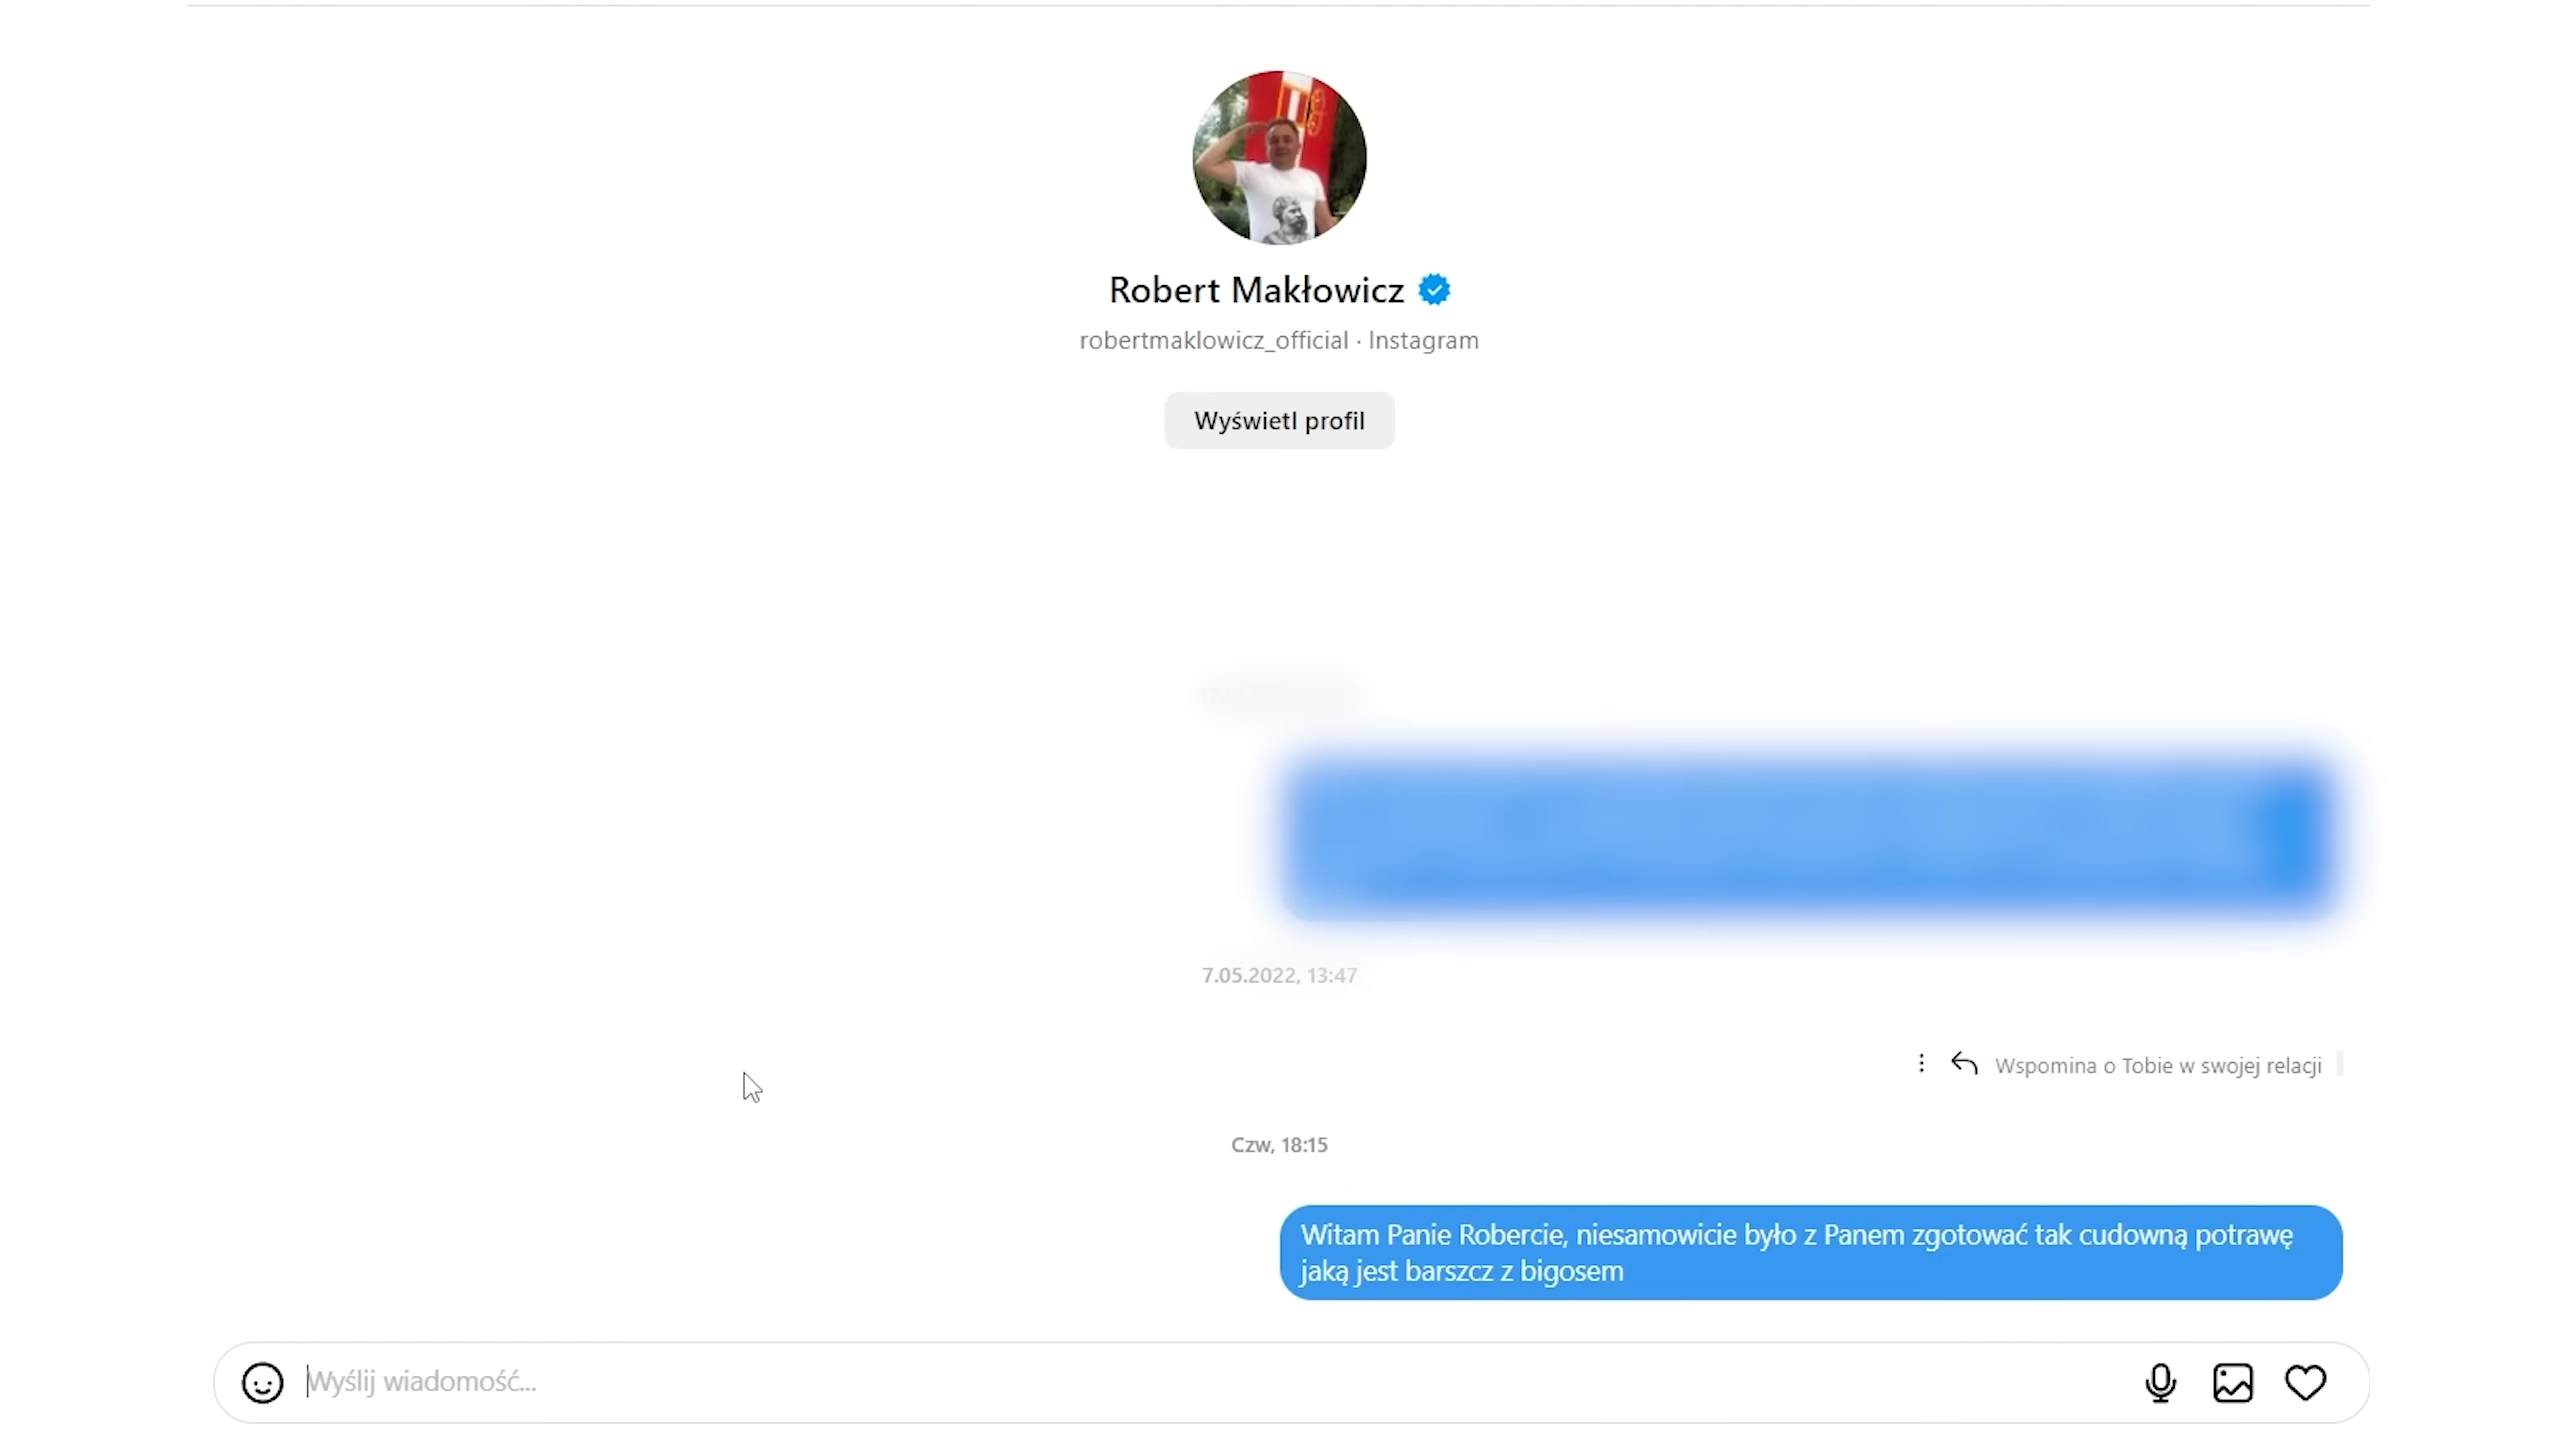 Robert Makłowicz
robertmaklowicz_official · Instagram
Wyświetl profil
7.05.2022, 13:47
Wspomina o Tobie w swojej relacji
Czw, 18:15
Witam Panie Robercie, niesamowicie było z Panem zgotować tak cudowną potrawę
jaką jest barszcz z bigosem
Wyślij wiadomość...